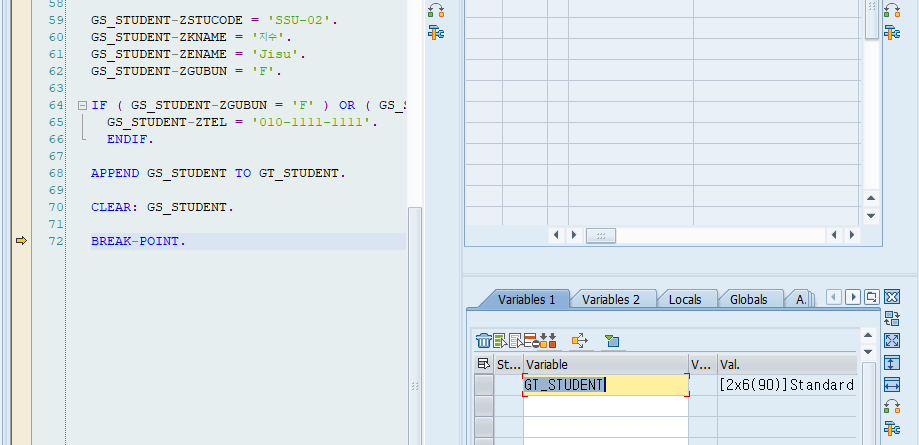 58
59 GS_STUDENT-ZSTUCODE = 'SSU-02'.
60 GS_STUDENT-ZKNAME = '지수'.
61 GS_STUDENT-ZENAME = 'Jisu'.
62 GS_STUDENT-ZGUBUN = 'F'.
63
64 IF ( GS_STUDENT-ZGUBUN = 'F' ) OR ( GS_S
65 GS_STUDENT-ZTEL = '010-1111-1111'.
66 ENDIF.
67
68 APPEND GS_STUDENT TO GT_STUDENT.
69
70 CLEAR: GS_STUDENT.
71
72 BREAK-POINT.
Variables 1 Variables 2 Locals Globals A.
St... Variable V... Val.
GT_STUDENT [2x6(90)]Standard